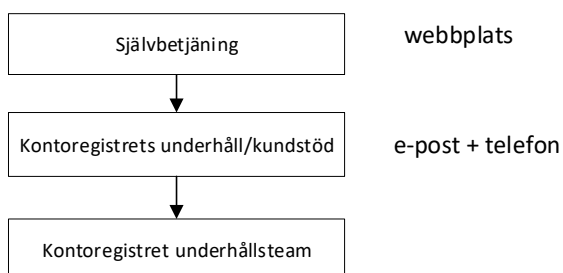 Självbetjäning
webbplats
Kontoregistrets underhåll/kundstöd
e-post + telefon
Kontoregistret underhållsteam